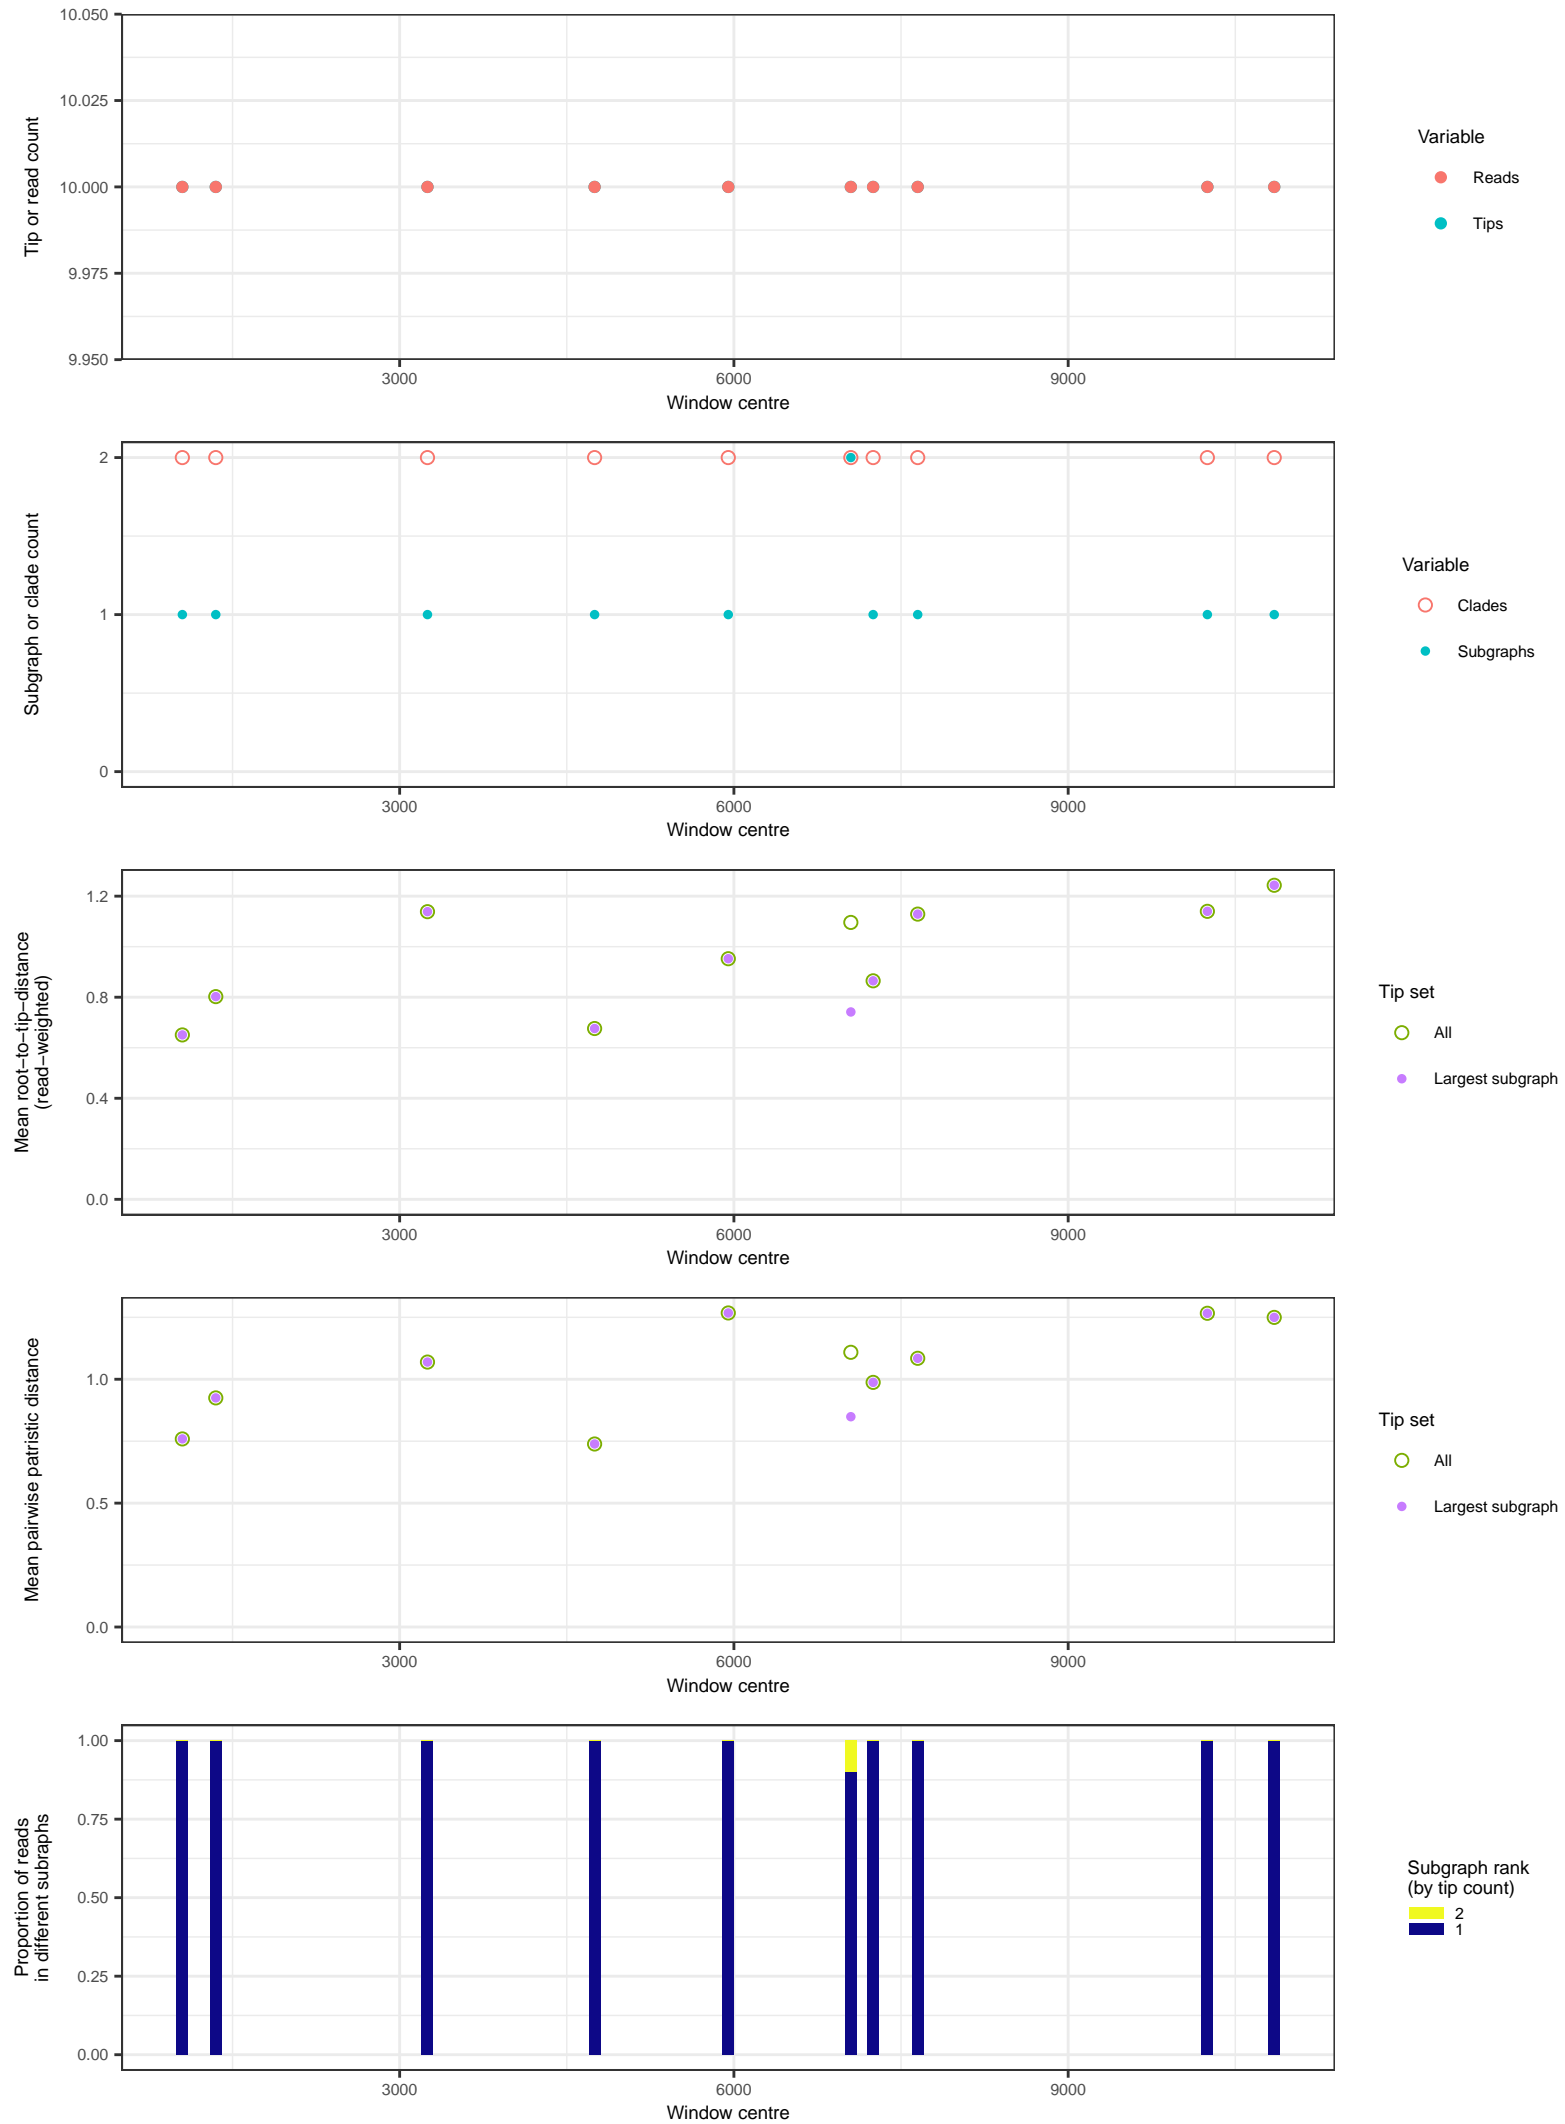 10.050
10.025
10.000
9.975
9.950
Tip or read count
3000 6000 9000
Window centre
Variable
Reads
Tips
2
1
0
Subgraph or clade count
3000 6000 9000
Window centre
Variable
Clades
Subgraphs
1.2
0.8
0.4
0.0
Mean root−to−tip−distance
(read−weighted)
3000 6000 9000
Window centre
Tip set
All
Largest subgraph
1.0
0.5
0.0
Mean pairwise patristic distance
3000 6000 9000
Window centre
Tip set
All
Largest subgraph
1.00
0.75
0.50
0.25
0.00
Proportion of reads
in different subraphs
3000 6000 9000
Window centre
Subgraph rank
(by tip count)
2
1